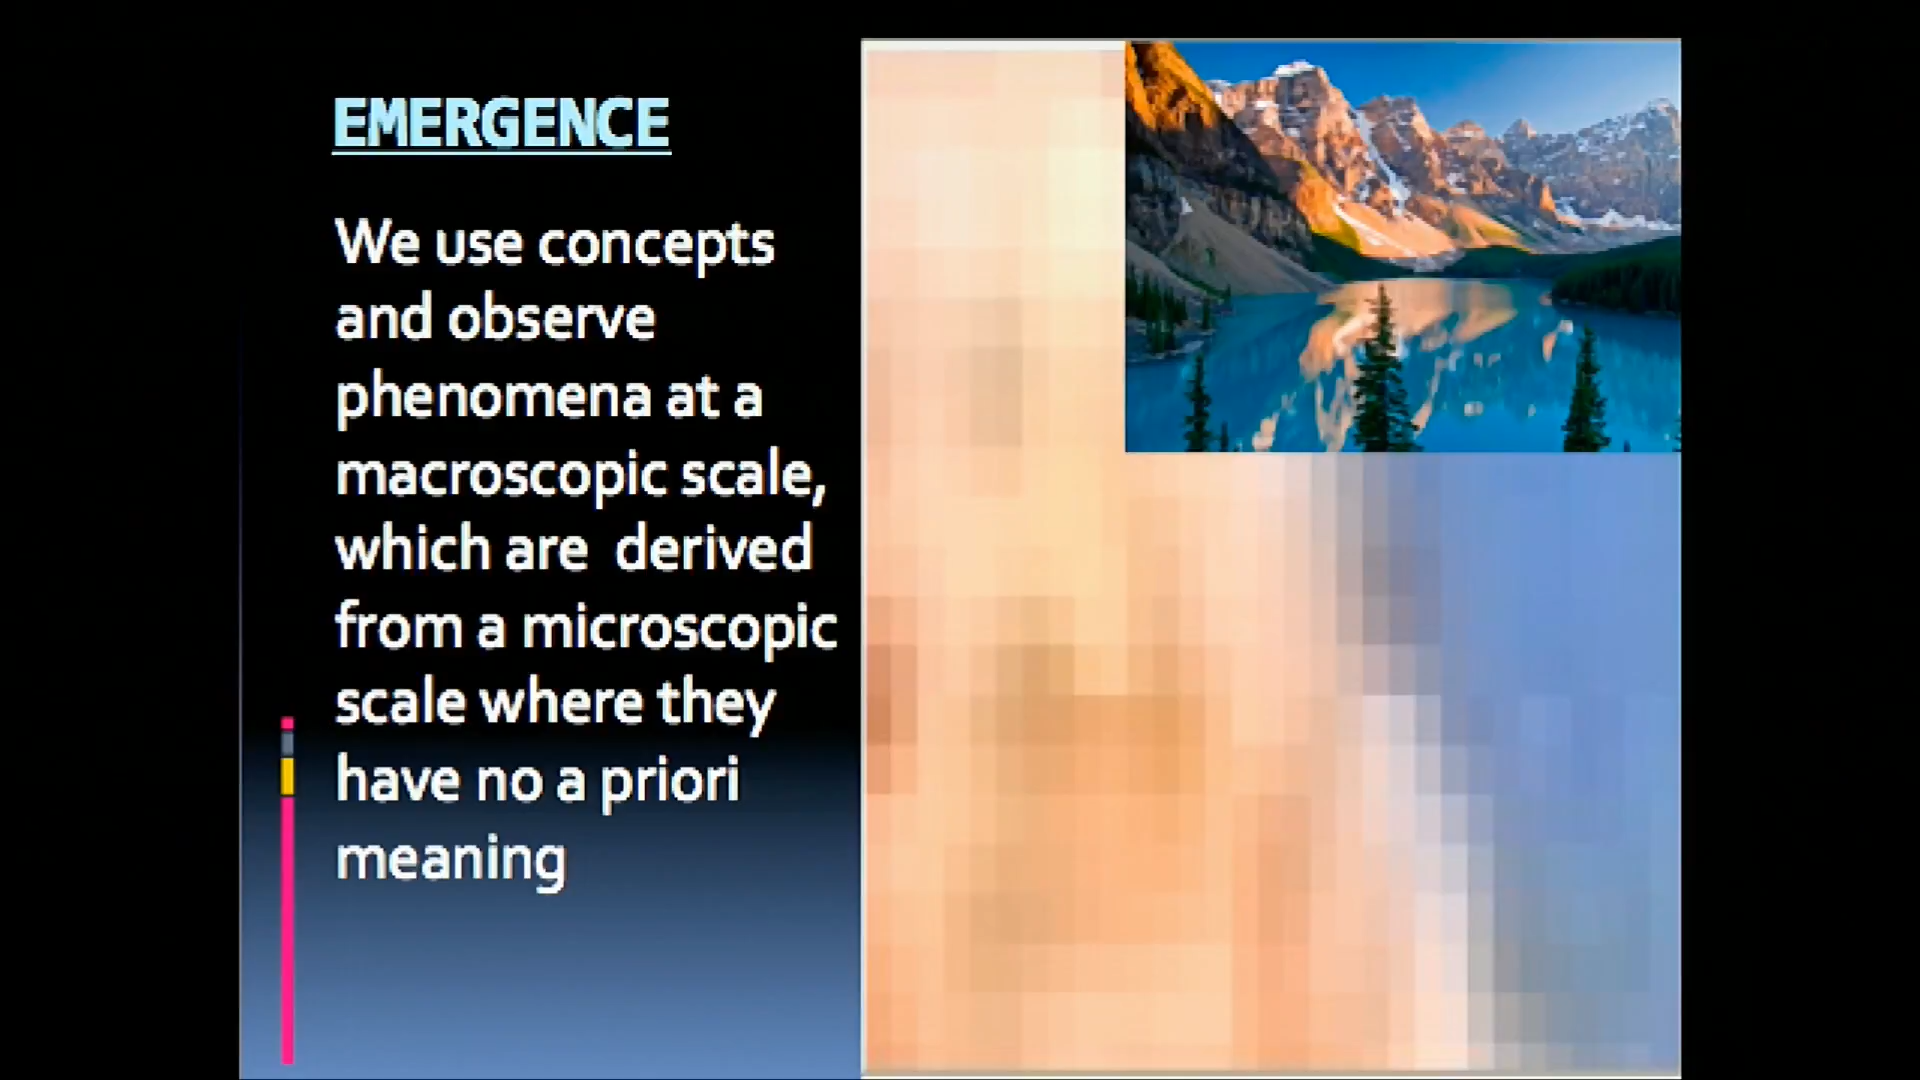 EMERGENCE
We use concepts
and observe
phenomena at a
macroscopic scale,
which are derived
from a microscopic
scale where they
have no a priori
meaning